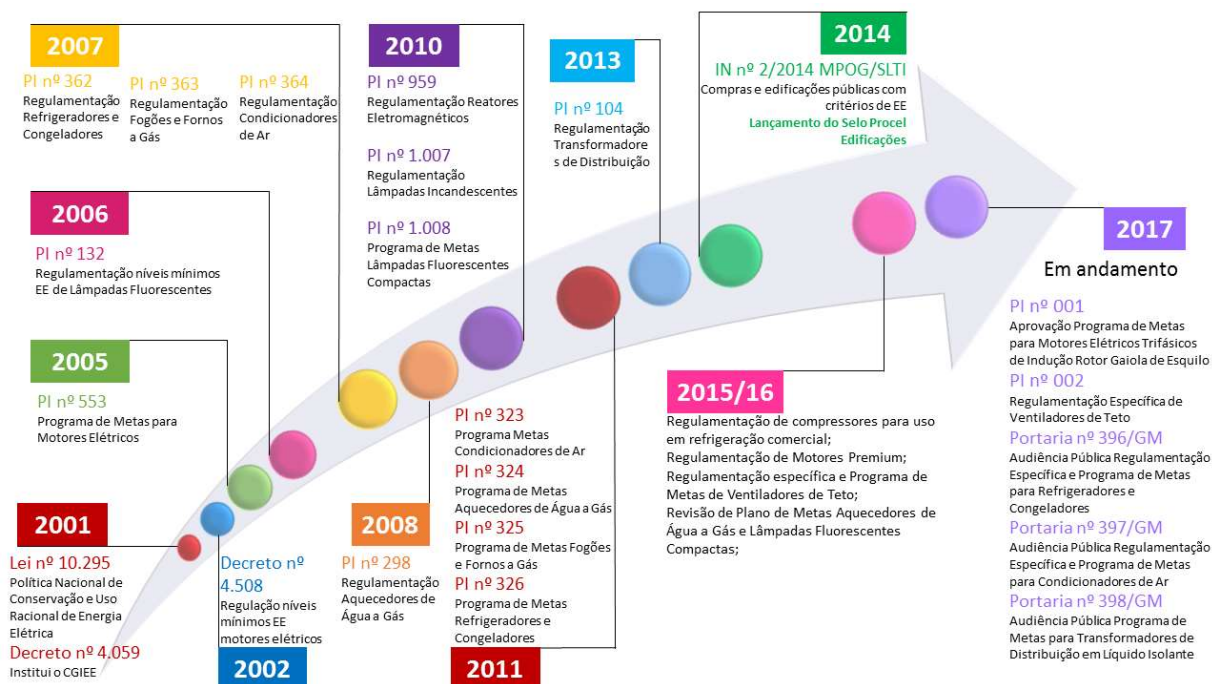 2007
PI nº 362
Regulamentação
Refrigeradores e
Congeladores
PI nº 363
Regulamentação
Fogões e Fornos
a Gás
PI nº 364
Regulamentação
Condicionadores
de Ar
2010
PI nº 959
Regulamentação Reatores
Eletromagnéticos
PI nº 1.007
Regulamentação
Lâmpadas Incandescentes
PI nº 1.008
Programa de Metas
Lâmpadas Fluorescentes
Compactas
2013
PI nº 104
Regulamentação
Transformadore
s de Distribuição
2014
IN nº 2/2014 MPOG/SLTI
Compras e edificações públicas com
critérios de EE
Lançamento do Selo Procel
Edificações
2006
PI nº 132
Regulamentação níveis mínimos
EE de Lâmpadas Fluorescentes
2005
PI nº 553
Programa de Metas para
Motores Elétricos
2001
Lei nº 10.295
Política Nacional de
Conservação e Uso
Racional de Energia
Elétrica
Decreto nº 4.059
Institui o CGIEE
Decreto nº
4.508
Regulação níveis
mínimos EE
motores elétricos
2002
2008
PI nº 298
Regulamentação
Aquecedores de
Água a Gás
PI nº 323
Programa Metas
Condicionadores de Ar
PI nº 324
Programa de Metas
Aquecedores de Água a Gás
PI nº 325
Programa de Metas Fogões
e Fornos a Gás
PI nº 326
Programa de Metas
Refrigeradores e
Congeladores
2011
2015/16
Regulamentação de compressores para uso
em refrigeração comercial;
Regulamentação de Motores Premium;
Regulamentação específica e Programa de
Metas de Ventiladores de Teto;
Revisão de Plano de Metas Aquecedores de
Água a Gás e Lâmpadas Fluorescentes
Compactas;
2017
Em andamento
PI nº 001
Aprovação Programa de Metas
para Motores Elétricos Trifásicos
de Indução Rotor Gaiola de Esquilo
PI nº 002
Regulamentação Específica de
Ventiladores de Teto
Portaria nº 396/GM
Audiência Pública Regulamentação
Específica e Programa de Metas
para Refrigeradores e
Congeladores
Portaria nº 397/GM
Audiência Pública Regulamentação
Específica e Programa de Metas
para Condicionadores de Ar
Portaria nº 398/GM
Audiência Pública Programa de
Metas para Transformadores de
Distribuição em Líquido Isolante